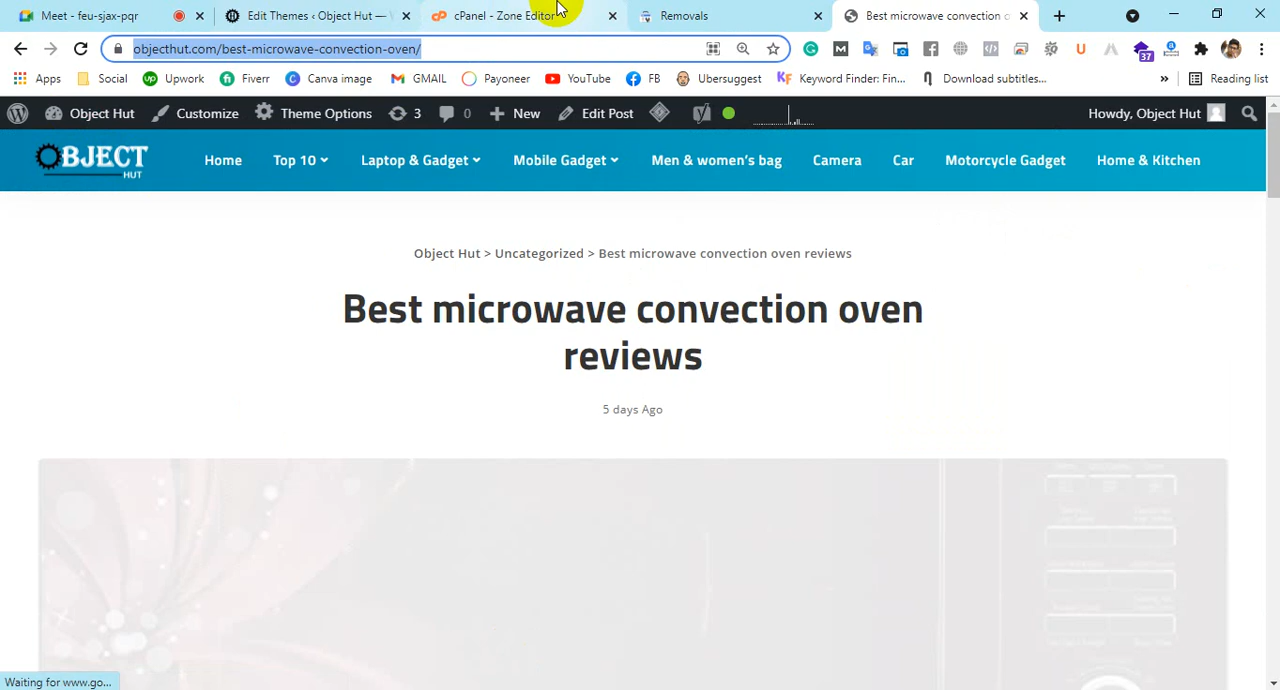 Meet - feu-sjax-pqr
Edit Themes ‹ Object Hut — W
cPanel - Zone Editor
Removals
Best microwave convection o
objecthut.com/best-microwave-convection-oven/
37
Apps Social Upwork Fiverr Canva image GMAIL Payoneer YouTube FB Ubersuggest Keyword Finder: Fin... Download subtitles... » Reading list
Object Hut Customize Theme Options 3 0 New Edit Post Howdy, Object Hut
OBJECT
HUT
Home Top 10 Laptop & Gadget Mobile Gadget Men & women's bag Camera Car Motorcycle Gadget Home & Kitchen
Object Hut > Uncategorized > Best microwave convection oven reviews
Best microwave convection oven
reviews
5 days Ago
Waiting for www.go...